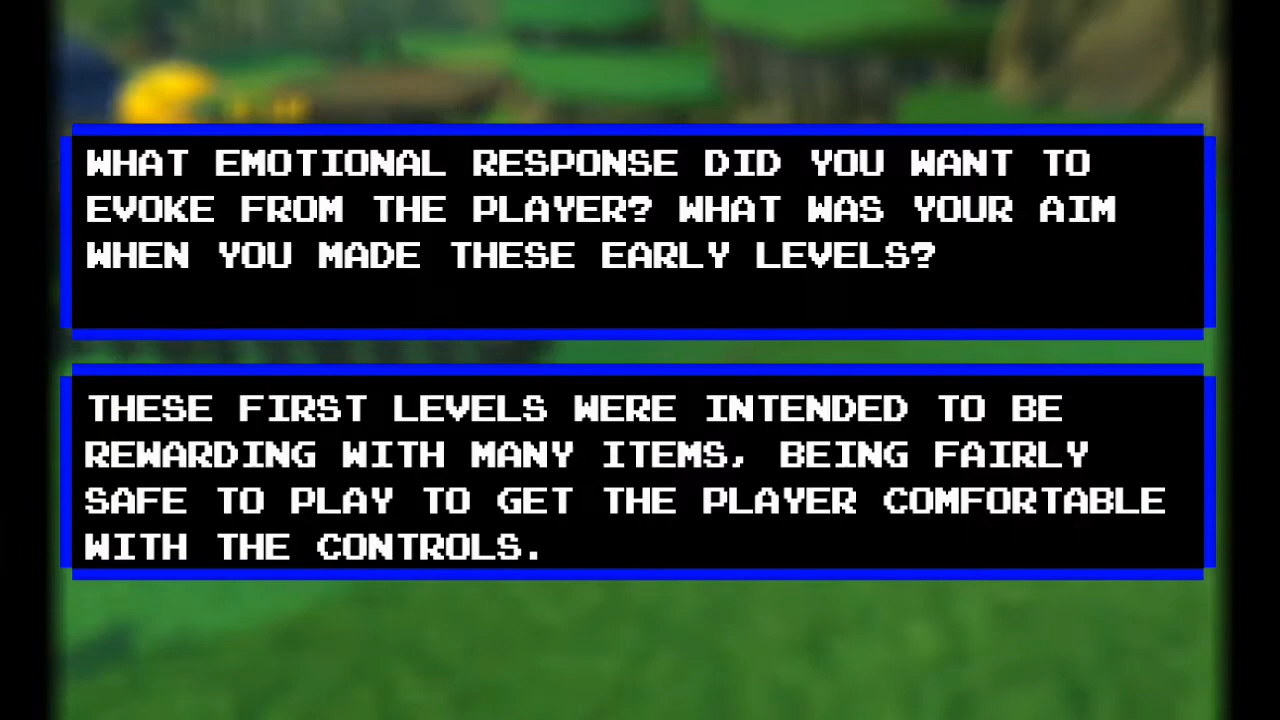 WHAT EMOTIONAL RESPONSE DID YOU WANT TO
EVOKE FROM THE PLAYER? WHAT WAS YOUR AIM
WHEN YOU MADE THESE EARLY LEVELS?
THESE FIRST LEVELS WERE INTENDED TO BE
REWARDING WITH MANY ITEMS, BEING FAIRLY
SAFE TO PLAY TO GET THE PLAYER COMFORTABLE
WITH THE CONTROLS.